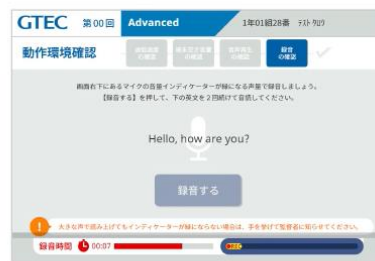 GTEC 第00回 Advanced 1年01組28番
動作環境確認
録音
の確認
画面右下にあるマイクの音量インディケーターが緑になる声量で録音しましょう。
【録音する】を押して、下の英文を2回続けて音読してください。
Hello, how are you?
録音する
! 大きな声で読み上げてもインディケーターが緑にならない場合は、手を挙げて監督者に知らせてください。
録音時間 00:07